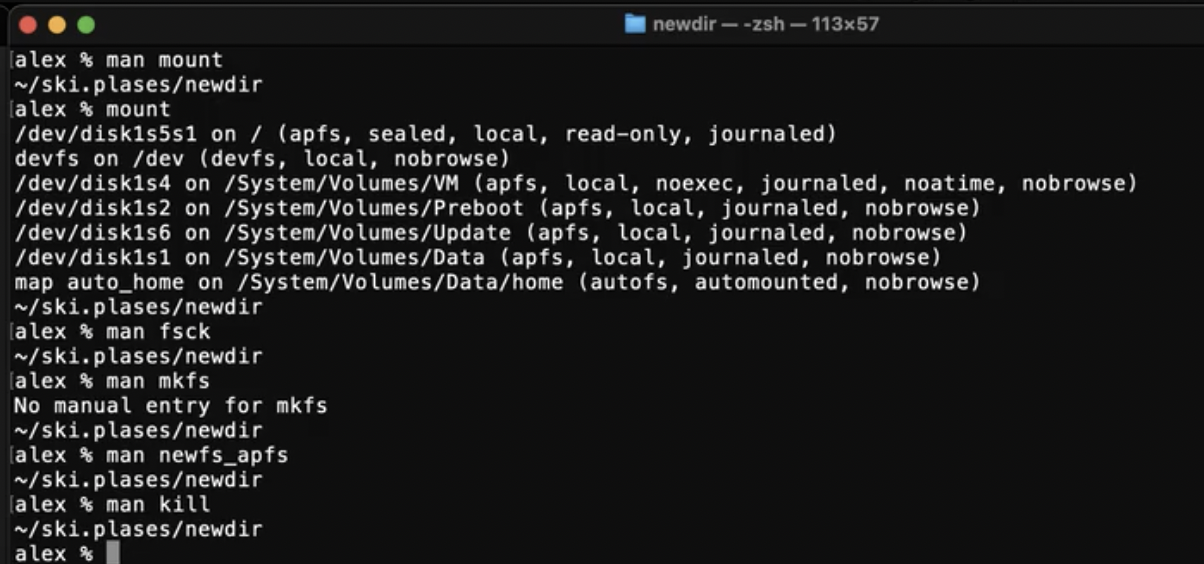 newdir — -zsh — 113×57
[alex % man mount
~/ski.plases/newdir
[alex % mount
/dev/disk1s5s1 on / (apfs, sealed, local, read-only, journaled)
devfs on /dev (devfs, local, nobrowse)
/dev/disk1s4 on /System/Volumes/VM (apfs, local, noexec, journaled, noatime, nobrowse)
/dev/disk1s2 on /System/Volumes/Preboot (apfs, local, journaled, nobrowse)
/dev/disk1s6 on /System/Volumes/Update (apfs, local, journaled, nobrowse)
/dev/disk1s1 on /System/Volumes/Data (apfs, local, journaled, nobrowse)
map auto_home on /System/Volumes/Data/home (autofs, automounted, nobrowse)
~/ski.plases/newdir
[alex % man fsck
~/ski.plases/newdir
[alex % man mkfs
No manual entry for mkfs
~/ski.plases/newdir
[alex % man newfs_apfs
~/ski.plases/newdir
[alex % man kill
~/ski.plases/newdir
alex %